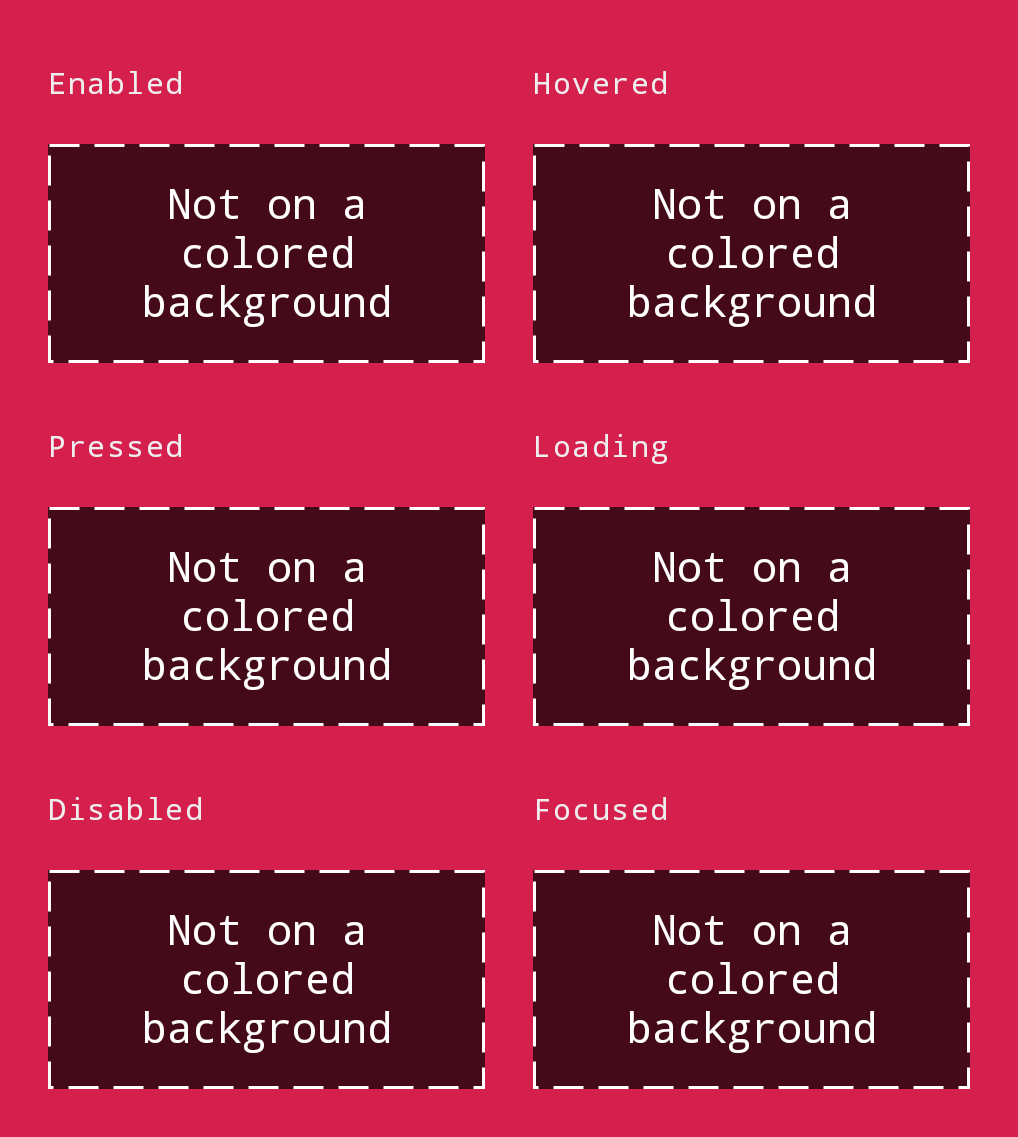 Enabled
Not on a
colored
background
Hovered
Not on a
colored
background
Pressed
Not on a
colored
background
Loading
Not on a
colored
background
Disabled
Not on a
colored
background
Focused
Not on a
colored
background